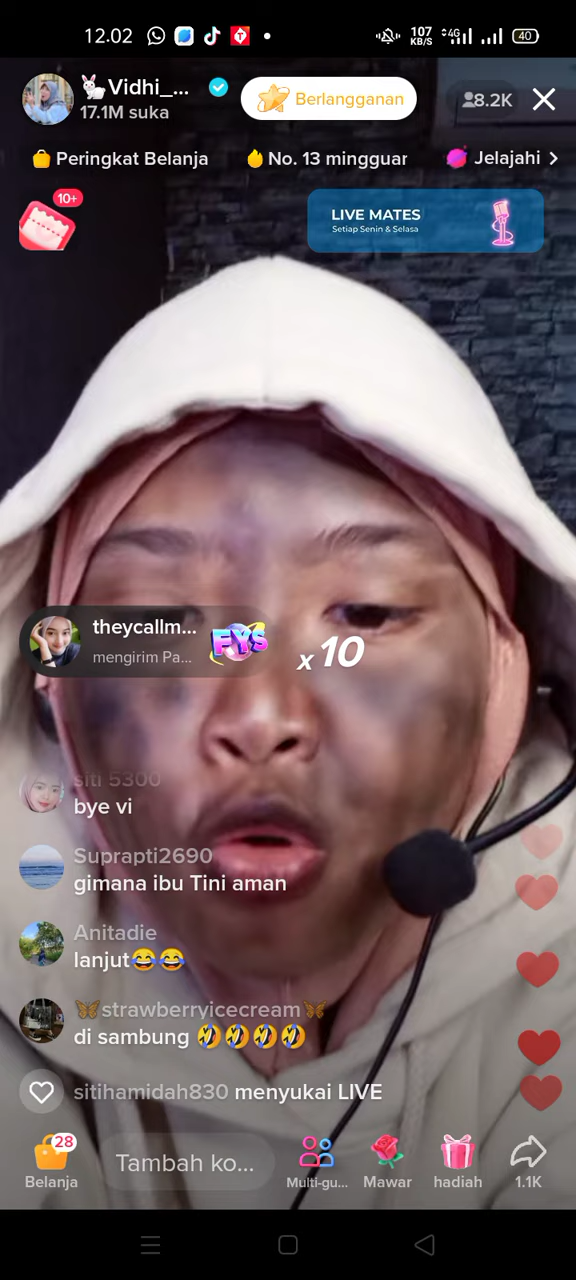 12.02
107
KB/S
4G
40
Vidhi_...
17.1M suka
Berlangganan
8.2K
Peringkat Belanja
No. 13 mingguar
Jelajahi
10+
LIVE MATES
Setiap Senin & Selasa
theycallm...
mengirim Pa...
FYS
x 10
siti 5300
bye vi
Suprapti2690
gimana ibu Tini aman
Anitadie
lanjut😂😂
🦋strawberryicecream🦋
di sambung 🤣🤣🤣🤣
sitihamidah830 menyukai LIVE
28
Belanja
Tambah ko...
Multi-gu...
Mawar
hadiah
1.1K